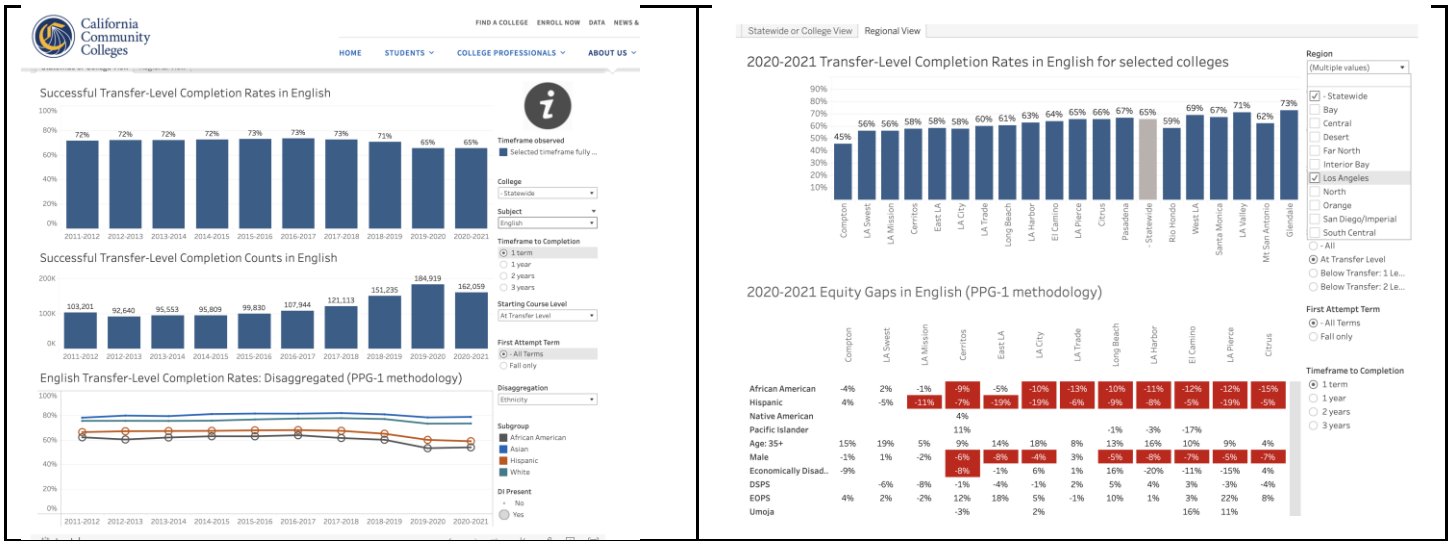 California
Community
Colleges
FIND A COLLEGE ENROLL NOW DATA NEWS &
HOME STUDENTS COLLEGE PROFESSIONALS ABOUT US
Successful Transfer-Level Completion Rates in English
100%
80%
60%
40%
20%
0%
72% 72% 72% 72% 73% 73% 73% 71% 65% 65%
2011-2012 2012-2013 2013-2014 2014-2015 2015-2016 2016-2017 2017-2018 2018-2019 2019-2020 2020-2021
Successful Transfer-Level Completion Counts in English
200K
100K
0K
103,201 92,640 95,553 95,809 99,830 107,944 121,113 151,235 184,919 162,059
2011-2012 2012-2013 2013-2014 2014-2015 2015-2016 2016-2017 2017-2018 2018-2019 2019-2020 2020-2021
English Transfer-Level Completion Rates: Disaggregated (PPG-1 methodology)
100%
80%
60%
40%
20%
0%
2011-2012 2012-2013 2013-2014 2014-2015 2015-2016 2016-2017 2017-2018 2018-2019 2019-2020 2020-2021
i
Timeframe observed
Selected timeframe fully ...
College
- Statewide
Subject
English
Timeframe to Completion
1 term
1 year
2 years
3 years
Starting Course Level
At Transfer Level
First Attempt Term
- All Terms
Fall only
Disaggregation
Ethnicity
Subgroup
African American
Asian
Hispanic
White
DI Present
No
Yes
Statewide or College View Regional View
2020-2021 Transfer-Level Completion Rates in English for selected colleges
90%
80%
70%
60%
50%
40%
30%
20%
10%
45% 56% 56% 58% 58% 58% 60% 61% 63% 64% 65% 66% 67% 65% 59% 69% 67% 71% 62% 73%
Compton LA Swest LA Mission Cerritos East LA LA City LA Trade Long Beach LA Harbor El Camino LA Pierce Citrus Pasadena - Statewide Rio Hondo West LA Santa Monica LA Valley Mt San Antonio Glendale
2020-2021 Equity Gaps in English (PPG-1 methodology)
Compton LA Swest LA Mission Cerritos East LA LA City LA Trade Long Beach LA Harbor El Camino LA Pierce Citrus
African American -4% 2% -1% -9% -5% -10% -13% -10% -11% -12% -12% -15%
Hispanic 4% -5% -11% -7% -19% -19% -6% -9% -8% -5% -19% -5%
Native American 4%
Pacific Islander 11% -1% -3% -17%
Age: 35+ 15% 19% 5% 9% 14% 18% 8% 13% 16% 10% 9% 4%
Male -1% 1% -2% -6% -8% -4% 3% -5% -8% -7% -5% -7%
Economically Disad.. -9% -8% -1% 6% 1% 16% -20% -11% -15% 4%
DSPS -6% -8% -1% -4% -1% 2% 5% 4% 3% -3% -4%
EOPS 4% 2% -2% 12% 18% 5% -1% 10% 1% 3% 22% 8%
Umoja -3% 2% 16% 11%
Region
(Multiple values)
- Statewide
Bay
Central
Desert
Far North
Interior Bay
Los Angeles
North
Orange
San Diego/Imperial
South Central
- All
At Transfer Level
Below Transfer: 1 Le...
Below Transfer: 2 Le...
First Attempt Term
- All Terms
Fall only
Timeframe to Completion
1 term
1 year
2 years
3 years